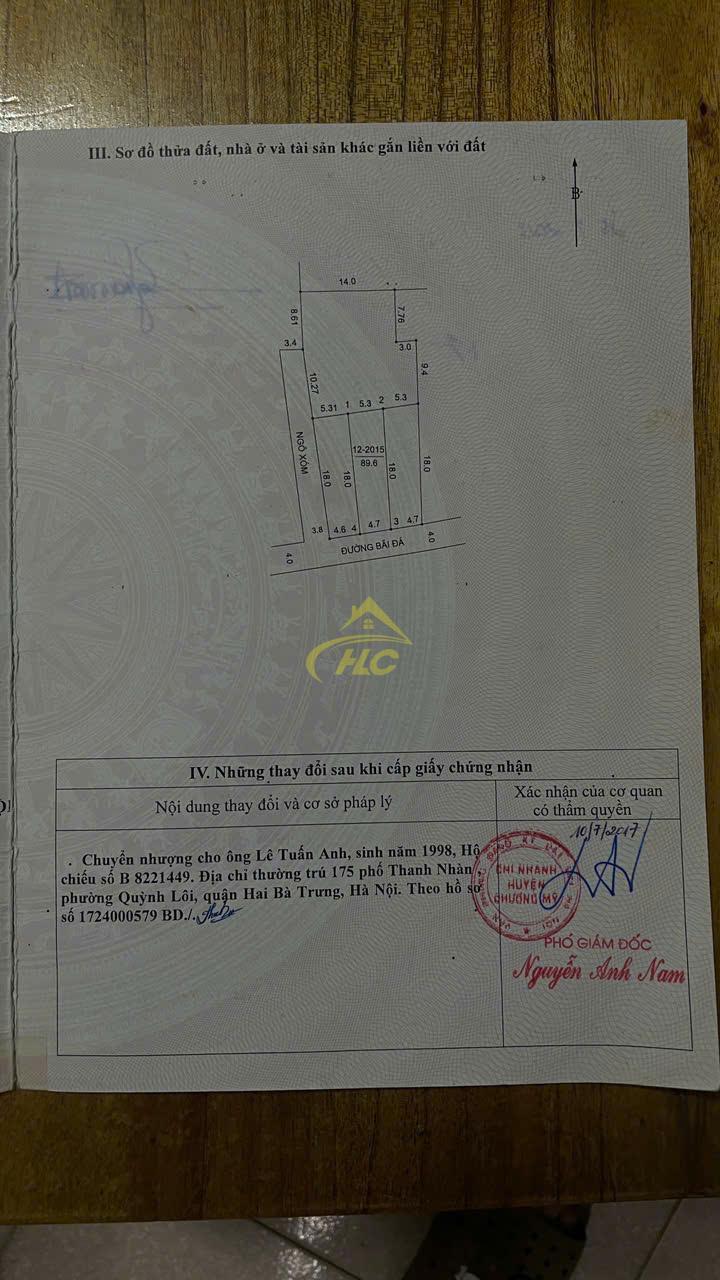 III. Sơ đồ thửa đất, nhà ở và tài sản khác gắn liền với đất
B
14.0
8.61
7.76
3.4
3.0
10.27
9.4
5.31 1 5.3 2 5.3
NGÕ XÓM
12-2015
89.6
18.0 18.0 18.0 18.0
3.8 4.6 4 4.7 3 4.7
4.0 4.0
ĐƯỜNG BÃI ĐÁ
HLC
IV. Những thay đổi sau khi cấp giấy chứng nhận
Nội dung thay đổi và cơ sở pháp lý
Xác nhận của cơ quan
có thẩm quyền
10/7/2017
Chuyển nhượng cho ông Lê Tuấn Anh, sinh năm 1998, Hộ
chiếu số B 8221449. Địa chỉ thường trú 175 phố Thanh Nhàn,
phường Quỳnh Lôi, quận Hai Bà Trưng, Hà Nội. Theo hồ sơ
số 1724000579 BD./.
CHI NHÁNH
HUYỆN
CHƯƠNG MỸ
PHÓ GIÁM ĐỐC
Nguyễn Anh Nam